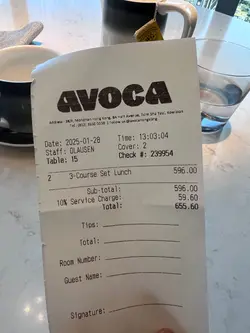 AVOCA
Date: 2025-01-28 Time: 13:03:04
Staff: DLAUSEN Cover: 2
Table: 15 Check #: 239954
2 3-Course Set Lunch 596.00
Sub-total: 596.00
10% Service Charge: 59.60
Total: 655.60
Tips:
Total:
Room Number:
Guest Name:
Signature: